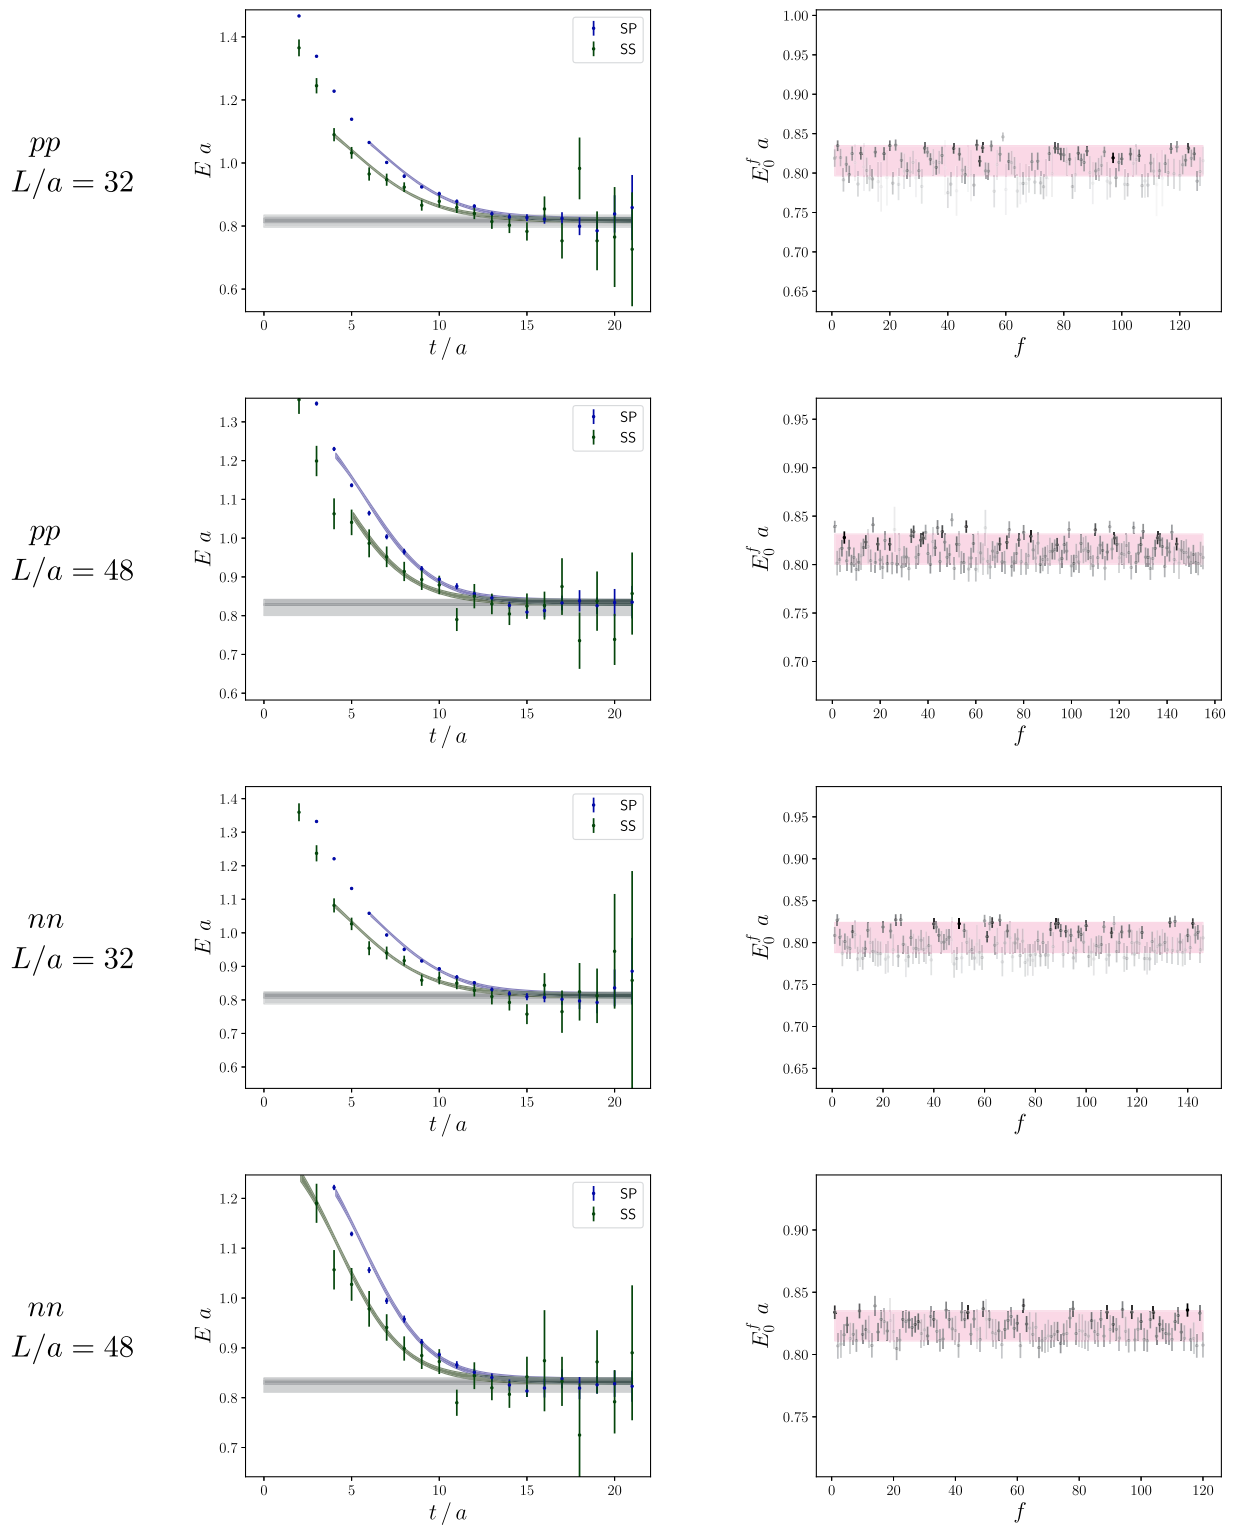 pp
L/a = 32
1.4
1.2
1.0
0.8
0.6
E a
0 5 10 15 20
t / a
SP
SS
1.00
0.95
0.90
0.85
0.80
0.75
0.70
0.65
E_0^f a
0 20 40 60 80 100 120
f
pp
L/a = 48
1.3
1.2
1.1
1.0
0.9
0.8
0.7
0.6
E a
0 5 10 15 20
t / a
SP
SS
0.95
0.90
0.85
0.80
0.75
0.70
E_0^f a
0 20 40 60 80 100 120 140 160
f
nn
L/a = 32
1.4
1.3
1.2
1.1
1.0
0.9
0.8
0.7
0.6
E a
0 5 10 15 20
t / a
SP
SS
0.95
0.90
0.85
0.80
0.75
0.70
0.65
E_0^f a
0 20 40 60 80 100 120 140
f
nn
L/a = 48
1.2
1.1
1.0
0.9
0.8
0.7
E a
0 5 10 15 20
t / a
SP
SS
0.90
0.85
0.80
0.75
E_0^f a
0 20 40 60 80 100 120
f